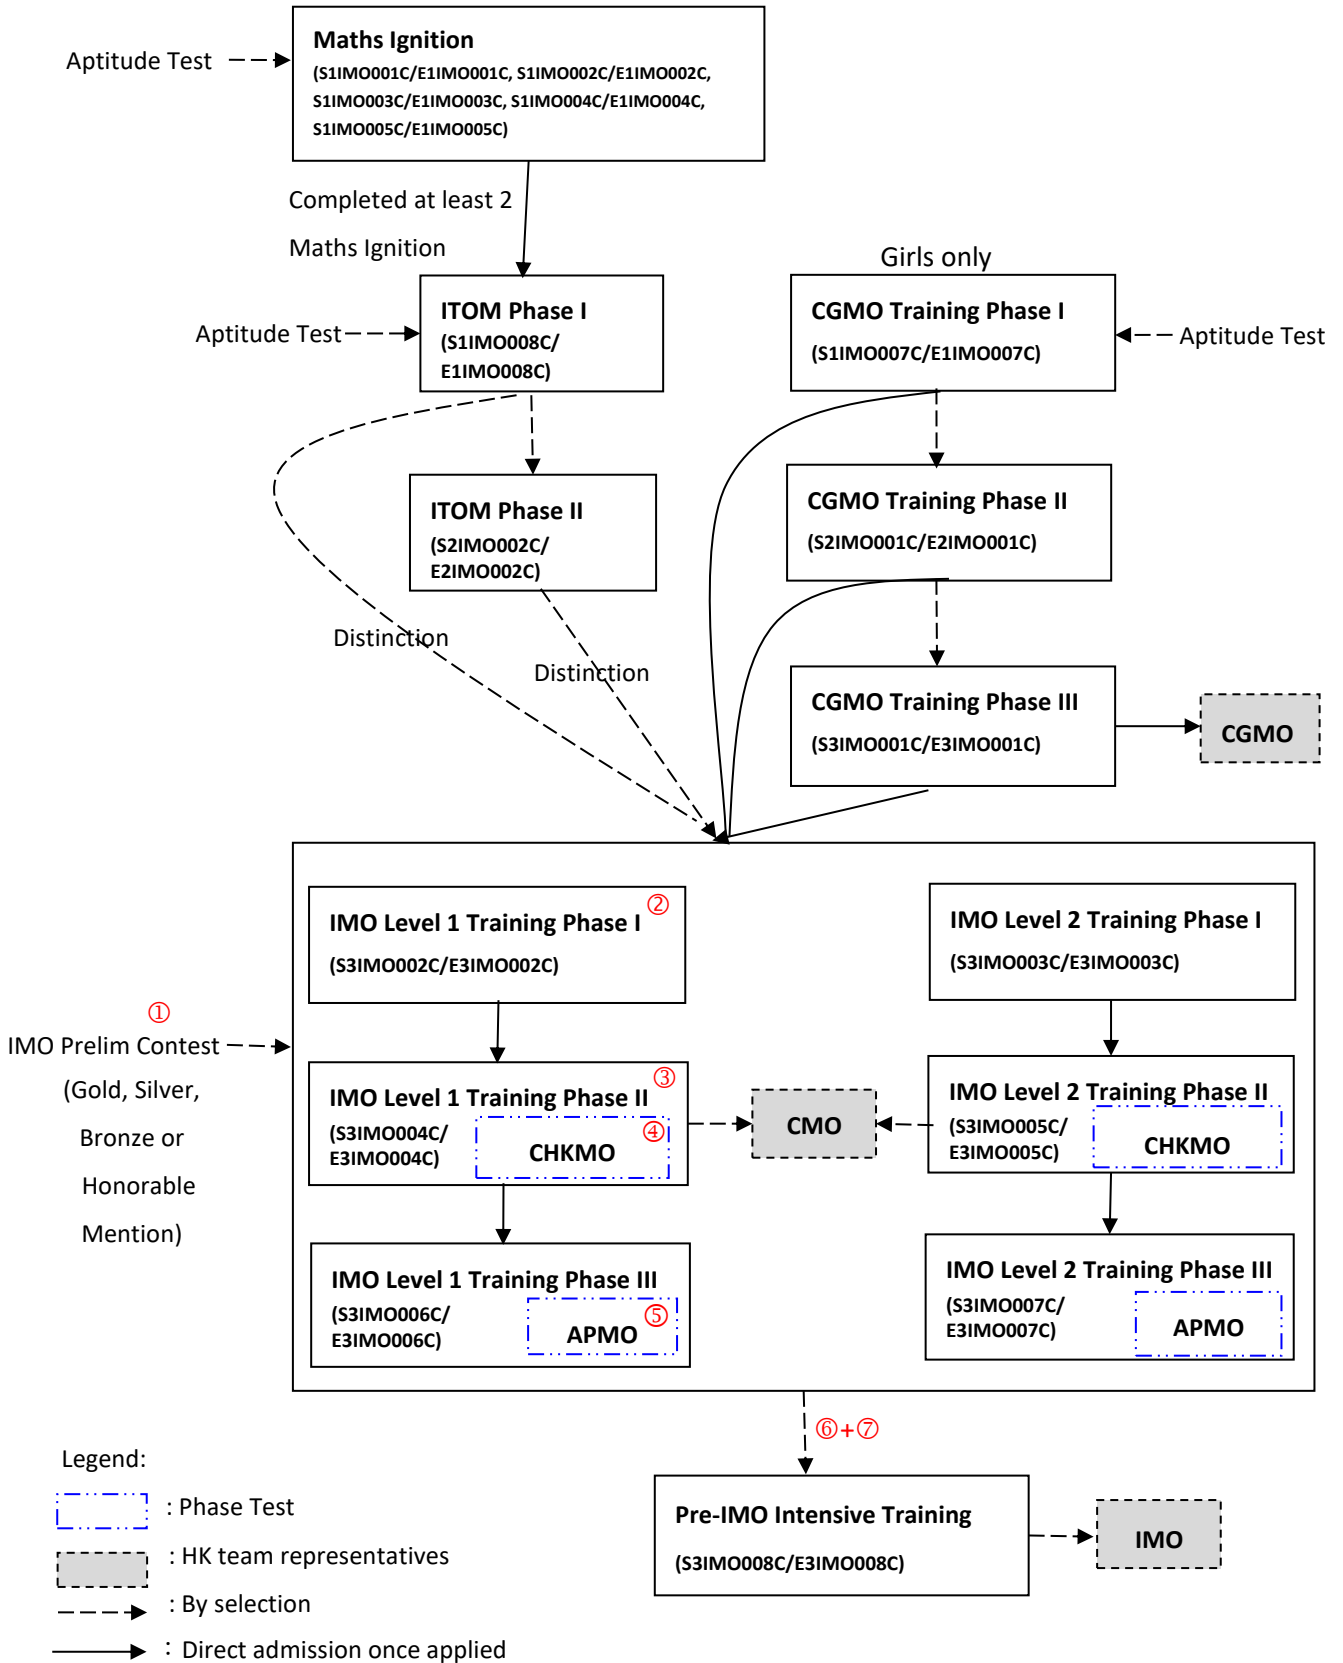 Maths Ignition
(S1IMO001C/E1IMO001C, S1IMO002C/E1IMO002C,
S1IMO003C/E1IMO003C, S1IMO004C/E1IMO004C,
S1IMO005C/E1IMO005C)
Aptitude Test
Completed at least 2
Maths Ignition
Girls only
ITOM Phase I
(S1IMO008C/
E1IMO008C)
Aptitude Test
CGMO Training Phase I
(S1IMO007C/E1IMO007C)
Aptitude Test
ITOM Phase II
(S2IMO002C/
E2IMO002C)
CGMO Training Phase II
(S2IMO001C/E2IMO001C)
Distinction
Distinction
CGMO Training Phase III
(S3IMO001C/E3IMO001C)
CGMO
IMO Level 1 Training Phase I ②
(S3IMO002C/E3IMO002C)
IMO Level 2 Training Phase I
(S3IMO003C/E3IMO003C)
①
IMO Prelim Contest
(Gold, Silver,
Bronze or
Honorable
Mention)
IMO Level 1 Training Phase II ③
(S3IMO004C/
E3IMO004C)
④
CHKMO
CMO
IMO Level 2 Training Phase II
(S3IMO005C/
E3IMO005C)
CHKMO
IMO Level 1 Training Phase III
(S3IMO006C/
E3IMO006C)
⑤
APMO
IMO Level 2 Training Phase III
(S3IMO007C/
E3IMO007C)
APMO
⑥+⑦
Pre-IMO Intensive Training
(S3IMO008C/E3IMO008C)
IMO
Legend:
: Phase Test
: HK team representatives
: By selection
: Direct admission once applied